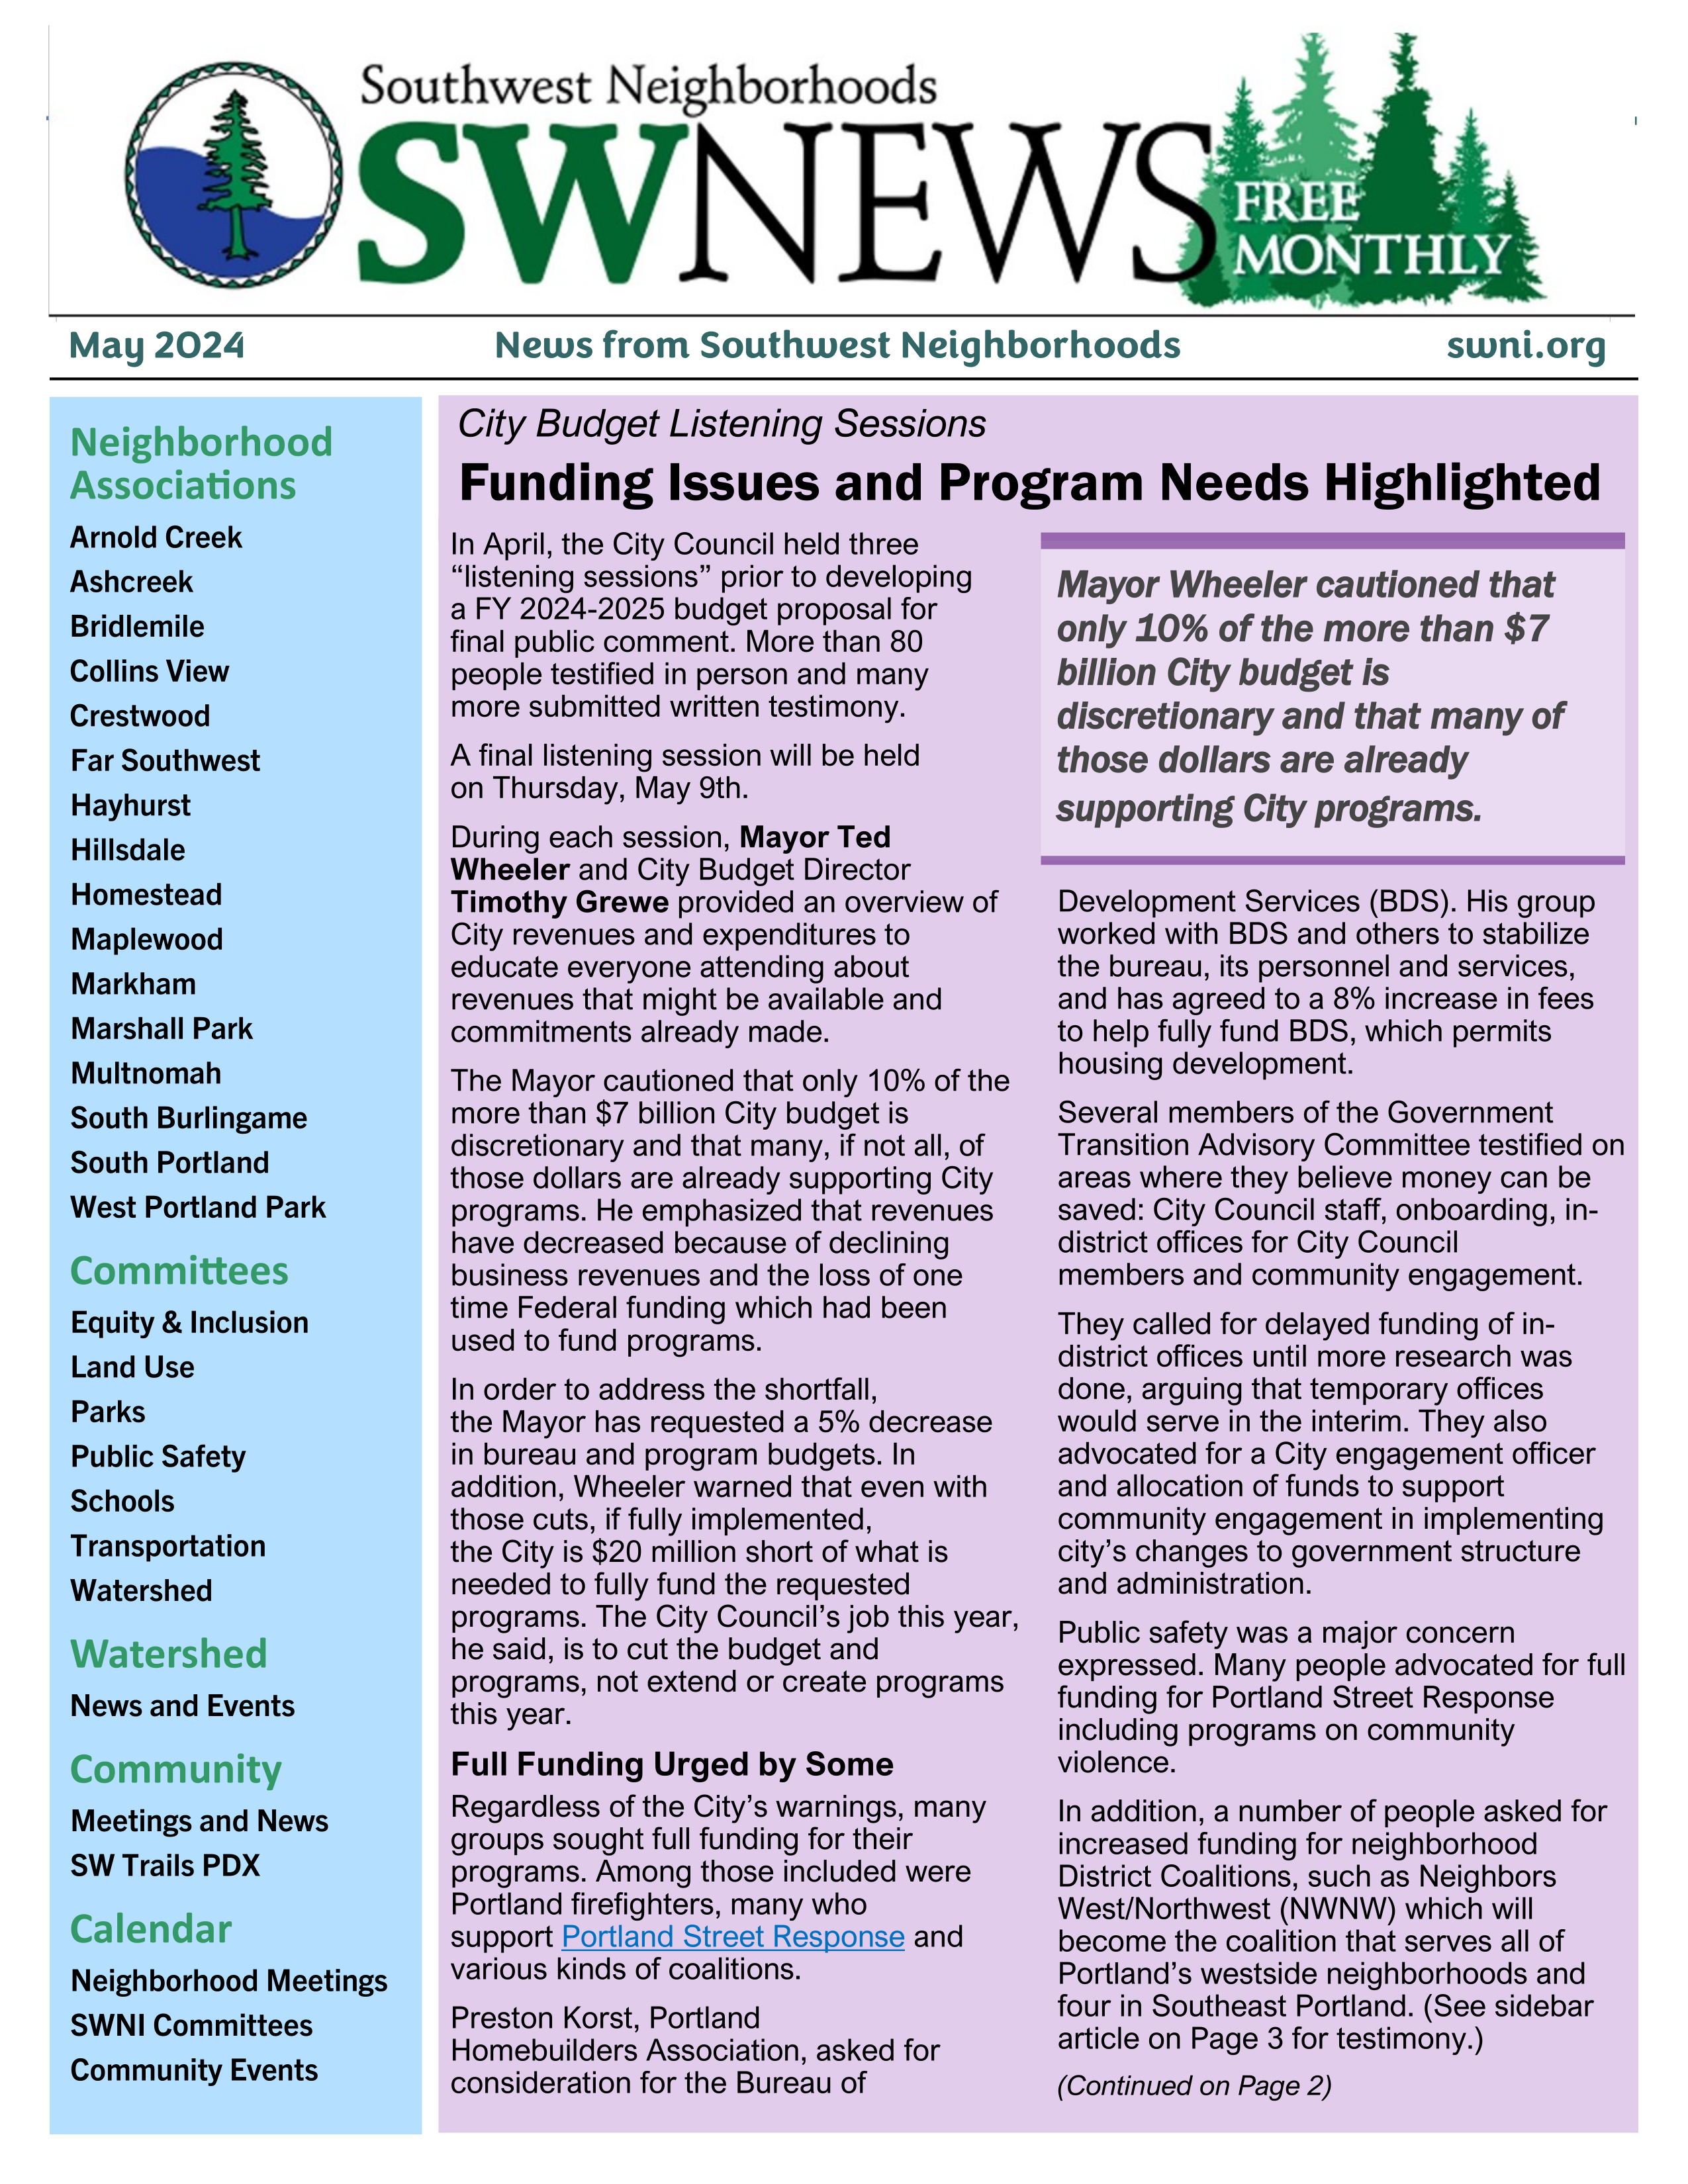 Southwest Neighborhoods
SWNEWS
FREE
MONTHLY
May 2024
News from Southwest Neighborhoods
swni.org
Neighborhood
Associations
Arnold Creek
Ashcreek
Bridlemile
Collins View
Crestwood
Far Southwest
Hayhurst
Hillsdale
Homestead
Maplewood
Markham
Marshall Park
Multnomah
South Burlingame
South Portland
West Portland Park
Committees
Equity & Inclusion
Land Use
Parks
Public Safety
Schools
Transportation
Watershed
Watershed
News and Events
Community
Meetings and News
SW Trails PDX
Calendar
Neighborhood Meetings
SWNI Committees
Community Events
City Budget Listening Sessions
Funding Issues and Program Needs Highlighted
In April, the City Council held three
“listening sessions” prior to developing
a FY 2024-2025 budget proposal for
final public comment. More than 80
people testified in person and many
more submitted written testimony.
A final listening session will be held
on Thursday, May 9th.
During each session, Mayor Ted
Wheeler and City Budget Director
Timothy Grewe provided an overview of
City revenues and expenditures to
educate everyone attending about
revenues that might be available and
commitments already made.
The Mayor cautioned that only 10% of the
more than $7 billion City budget is
discretionary and that many, if not all, of
those dollars are already supporting City
programs. He emphasized that revenues
have decreased because of declining
business revenues and the loss of one
time Federal funding which had been
used to fund programs.
In order to address the shortfall,
the Mayor has requested a 5% decrease
in bureau and program budgets. In
addition, Wheeler warned that even with
those cuts, if fully implemented,
the City is $20 million short of what is
needed to fully fund the requested
programs. The City Council’s job this year,
he said, is to cut the budget and
programs, not extend or create programs
this year.
Full Funding Urged by Some
Regardless of the City’s warnings, many
groups sought full funding for their
programs. Among those included were
Portland firefighters, many who
support Portland Street Response and
various kinds of coalitions.
Preston Korst, Portland
Homebuilders Association, asked for
consideration for the Bureau of
Mayor Wheeler cautioned that
only 10% of the more than $7
billion City budget is
discretionary and that many of
those dollars are already
supporting City programs.
Development Services (BDS). His group
worked with BDS and others to stabilize
the bureau, its personnel and services,
and has agreed to a 8% increase in fees
to help fully fund BDS, which permits
housing development.
Several members of the Government
Transition Advisory Committee testified on
areas where they believe money can be
saved: City Council staff, onboarding, in-
district offices for City Council
members and community engagement.
They called for delayed funding of in-
district offices until more research was
done, arguing that temporary offices
would serve in the interim. They also
advocated for a City engagement officer
and allocation of funds to support
community engagement in implementing
city’s changes to government structure
and administration.
Public safety was a major concern
expressed. Many people advocated for full
funding for Portland Street Response
including programs on community
violence.
In addition, a number of people asked for
increased funding for neighborhood
District Coalitions, such as Neighbors
West/Northwest (NWNW) which will
become the coalition that serves all of
Portland’s westside neighborhoods and
four in Southeast Portland. (See sidebar
article on Page 3 for testimony.)
(Continued on Page 2)